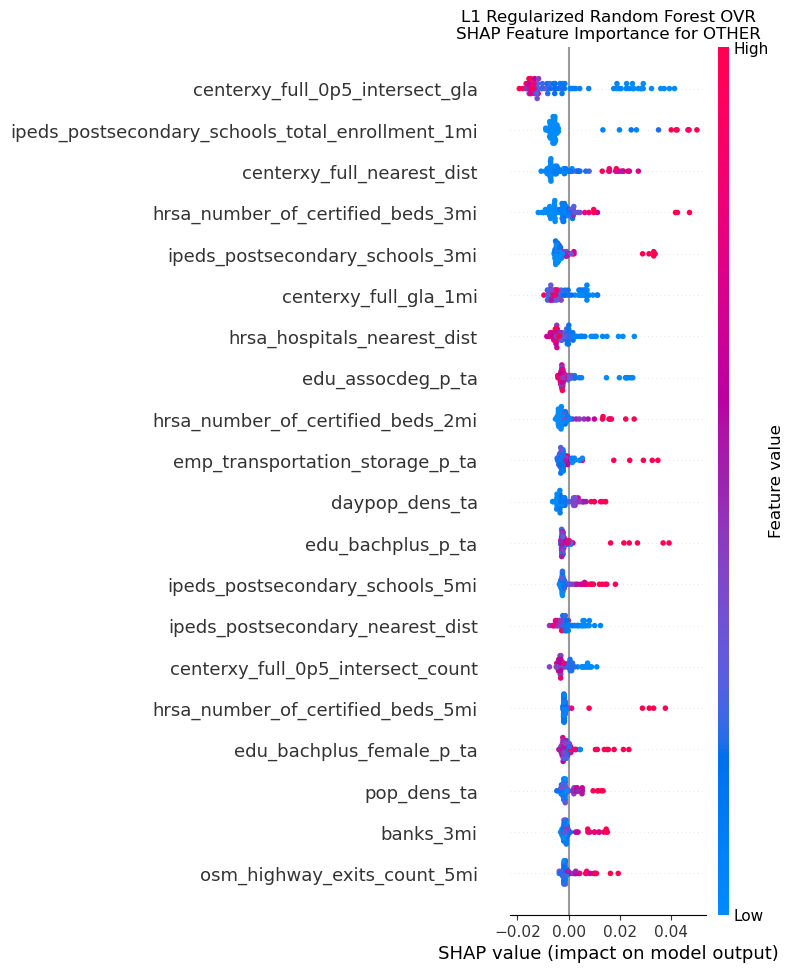 L1 Regularized Random Forest OVR
SHAP Feature Importance for OTHER
High
centerxy_full_0p5_intersect_gla
ipeds_postsecondary_schools_total_enrollment_1mi
centerxy_full_nearest_dist
hrsa_number_of_certified_beds_3mi
ipeds_postsecondary_schools_3mi
centerxy_full_gla_1mi
hrsa_hospitals_nearest_dist
edu_assocdeg_p_ta
hrsa_number_of_certified_beds_2mi
emp_transportation_storage_p_ta
daypop_dens_ta
edu_bachplus_p_ta
ipeds_postsecondary_schools_5mi
ipeds_postsecondary_nearest_dist
centerxy_full_0p5_intersect_count
hrsa_number_of_certified_beds_5mi
edu_bachplus_female_p_ta
pop_dens_ta
banks_3mi
osm_highway_exits_count_5mi
Feature value
Low
−0.02 0.00 0.02 0.04
SHAP value (impact on model output)